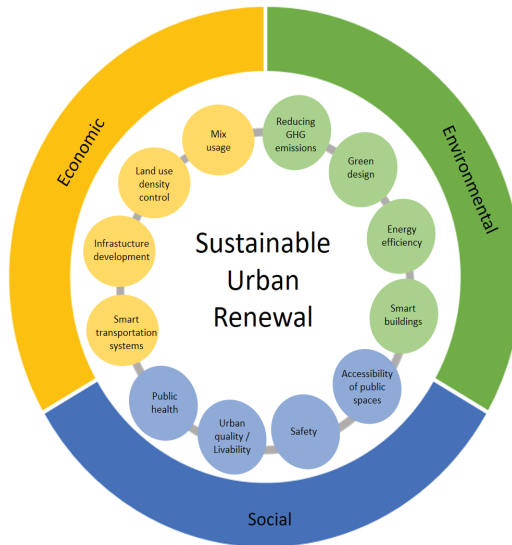 Economic
Environmental
Social
Sustainable
Urban
Renewal
Mix
usage
Reducing
GHG
emissions
Green
design
Energy
efficiency
Smart
buildings
Accessibility
of public
spaces
Safety
Urban
quality /
Livability
Public
health
Smart
transportation
systems
Infrastucture
development
Land use
density
control